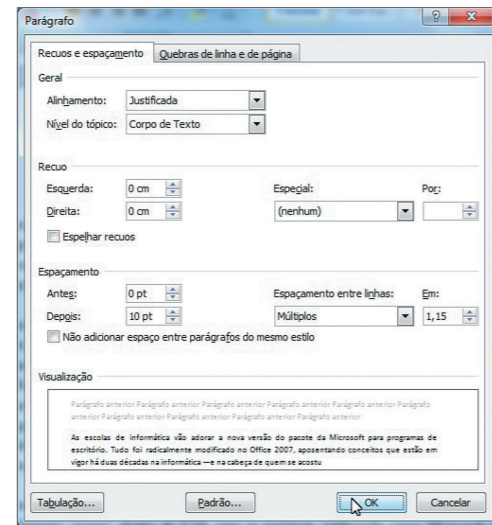 Parágrafo
Recuos e espaçamento Quebras de linha e de página
Geral
Alinhamento: Justificada
Nível do tópico: Corpo de Texto
Recuo
Esquerda: 0 cm Especial: Por:
Direita: 0 cm (nenhum)
Espelhar recuos
Espaçamento
Antes: 0 pt Espaçamento entre linhas: Em:
Depois: 10 pt Múltiplos 1,15
Não adicionar espaço entre parágrafos do mesmo estilo
Visualização
Parágrafo anterior Parágrafo anterior Parágrafo anterior Parágrafo anterior Parágrafo anterior Parágrafo
anterior Parágrafo anterior Parágrafo anterior Parágrafo anterior Parágrafo anterior
As escolas de informática vão adorar a nova versão do pacote da Microsoft para programas de
escritório. Tudo foi radicalmente modificado no Office 2007, aposentando conceitos que estão em
vigor há duas décadas na informática —e na cabeça de quem se acostu
Tabulação... Padrão... OK Cancelar